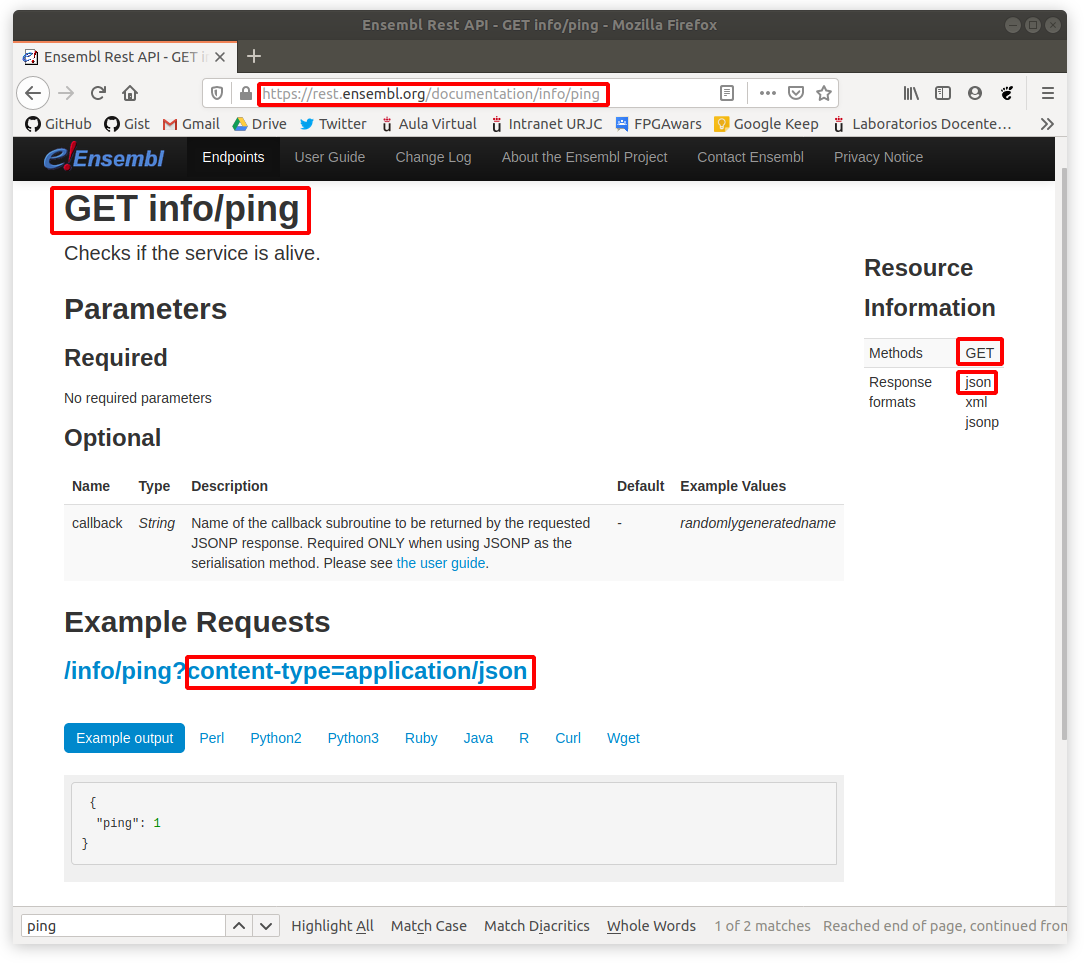 Ensembl Rest API - GET info/ping - Mozilla Firefox
Ensembl Rest API - GET i
https://rest.ensembl.org/documentation/info/ping
GitHub Gist Gmail Drive Twitter Aula Virtual Intranet URJC FPGAwars Google Keep Laboratorios Docente…
e!Ensembl Endpoints User Guide Change Log About the Ensembl Project Contact Ensembl Privacy Notice
GET info/ping
Checks if the service is alive.
Parameters
Required
No required parameters
Optional
Name Type Description Default Example Values
callback String Name of the callback subroutine to be returned by the requested - randomlygeneratedname
JSONP response. Required ONLY when using JSONP as the
serialisation method. Please see the user guide.
Resource
Information
Methods GET
Response json
formats xml
jsonp
Example Requests
/info/ping?content-type=application/json
Example output Perl Python2 Python3 Ruby Java R Curl Wget
{
"ping": 1
}
ping Highlight All Match Case Match Diacritics Whole Words 1 of 2 matches Reached end of page, continued from